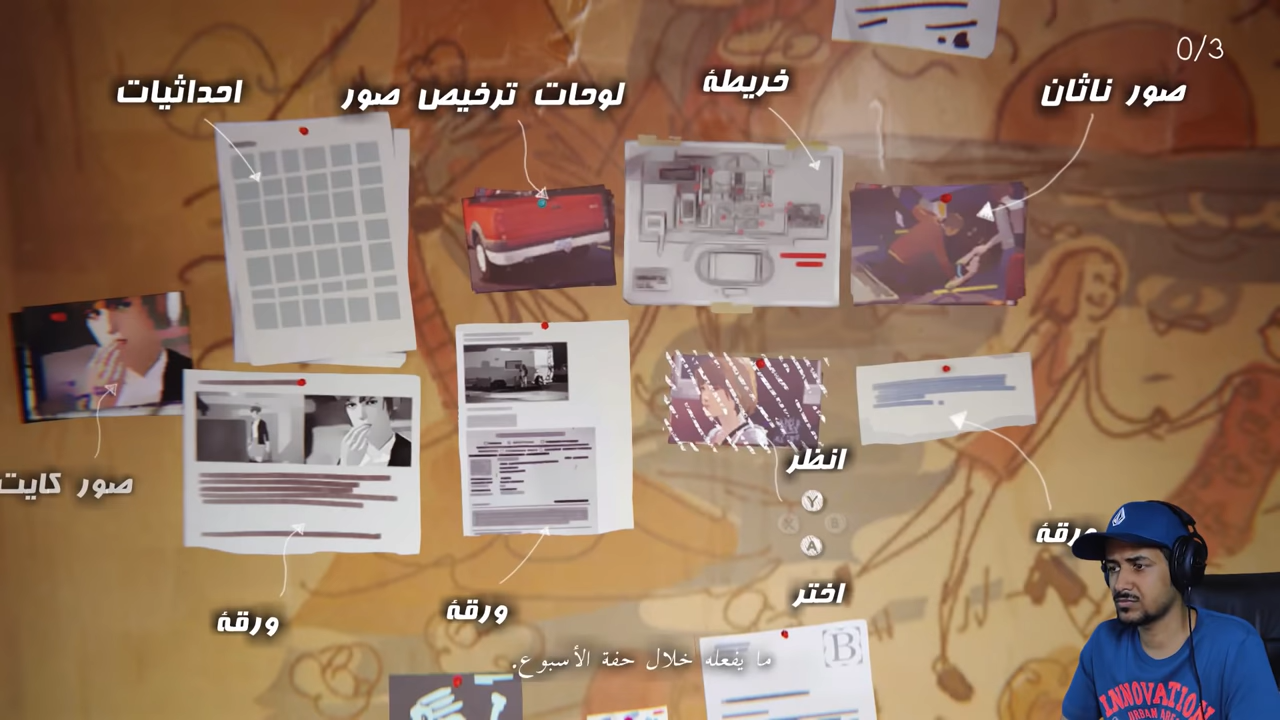 0/3
صور ناثان
خريطة
لوحات ترخيص صور
احداثيات
صور كايت
انظر
Y
X B
A
اختر
ورقة
ورقة
ورقة
B
ما يفعله خلال حفة الأسبوع.
INNOVATION
URBAN